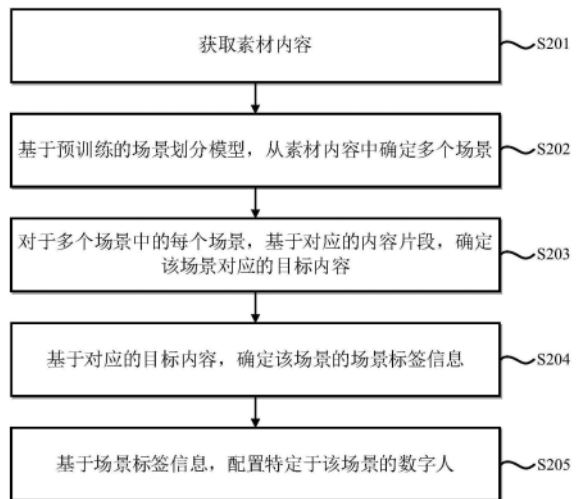 获取素材内容
S201
基于预训练的场景划分模型，从素材内容中确定多个场景
S202
对于多个场景中的每个场景，基于对应的内容片段，确定
该场景对应的目标内容
S203
基于对应的目标内容，确定该场景的场景标签信息
S204
基于场景标签信息，配置特定于该场景的数字人
S205